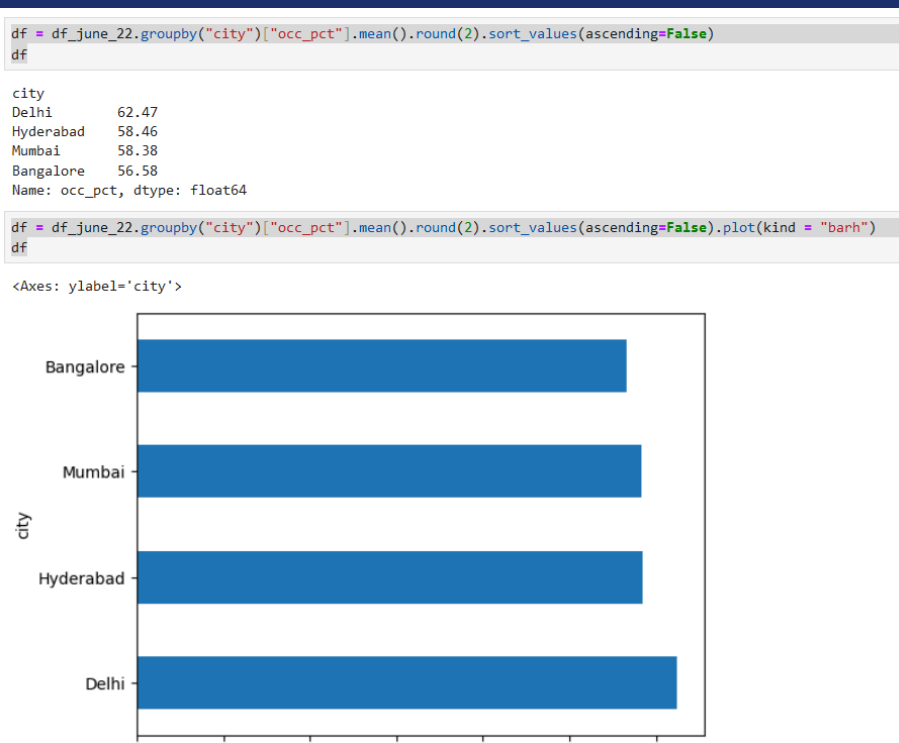 df = df_june_22.groupby("city")["occ_pct"].mean().round(2).sort_values(ascending=False)
df
city
Delhi 62.47
Hyderabad 58.46
Mumbai 58.38
Bangalore 56.58
Name: occ_pct, dtype: float64
df = df_june_22.groupby("city")["occ_pct"].mean().round(2).sort_values(ascending=False).plot(kind = "barh")
df
<Axes: ylabel='city'>
Bangalore
Mumbai
city
Hyderabad
Delhi